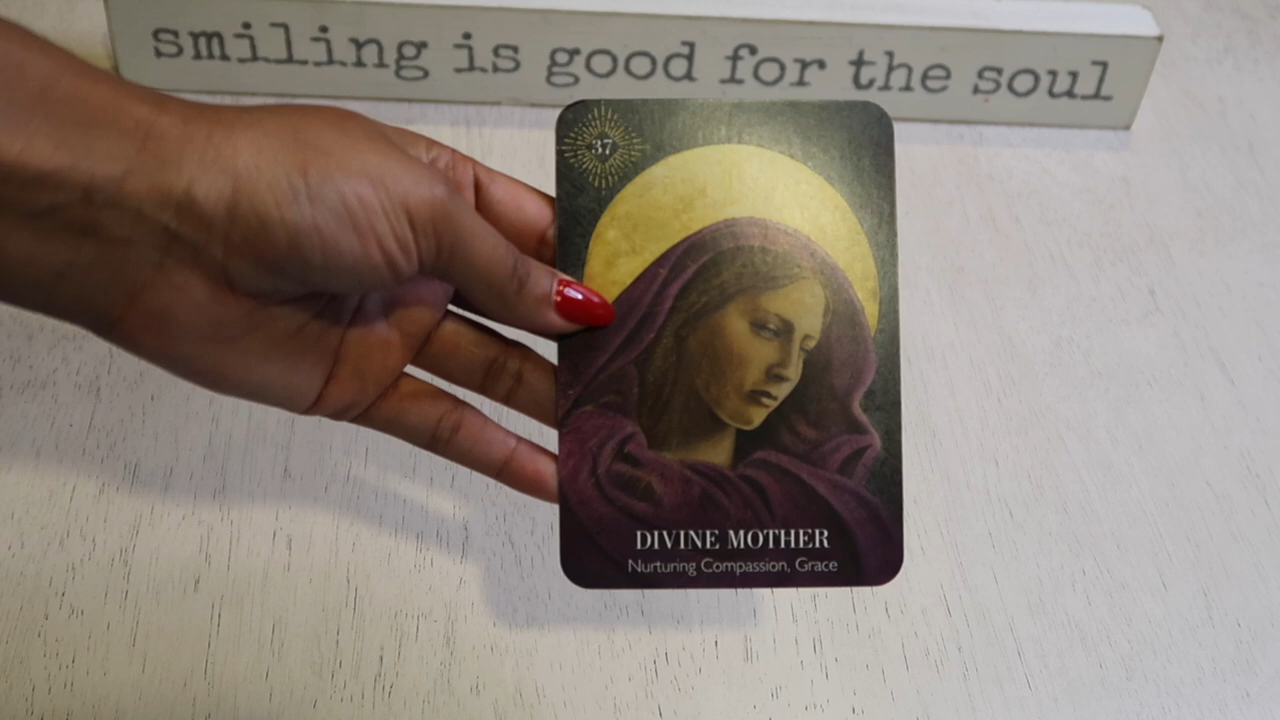 smiling is good for the soul
37
DIVINE MOTHER
Nurturing Compassion, Grace